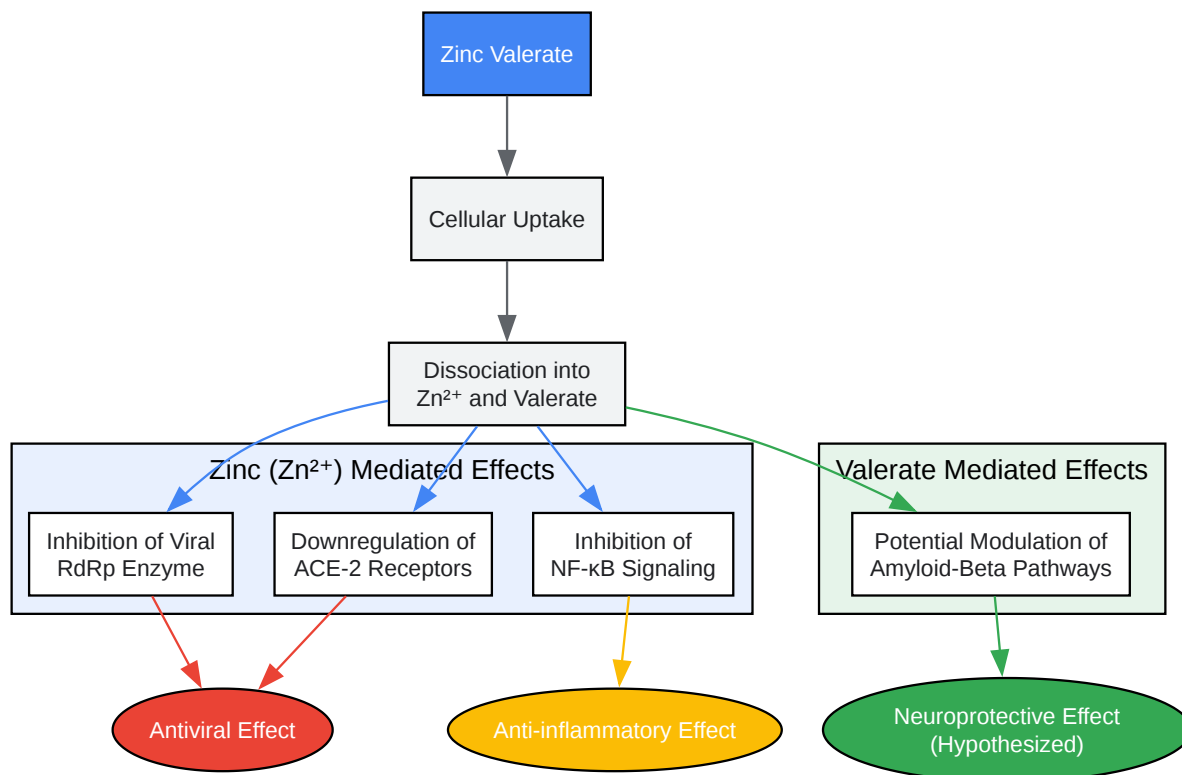 Zinc Valerate
Cellular Uptake
Dissociation into
Zn²⁺ and Valerate
Zinc (Zn²⁺) Mediated Effects
Valerate Mediated Effects
Inhibition of Viral
RdRp Enzyme
Downregulation of
ACE-2 Receptors
Inhibition of
NF-κB Signaling
Potential Modulation of
Amyloid-Beta Pathways
Antiviral Effect
Anti-inflammatory Effect
Neuroprotective Effect
(Hypothesized)